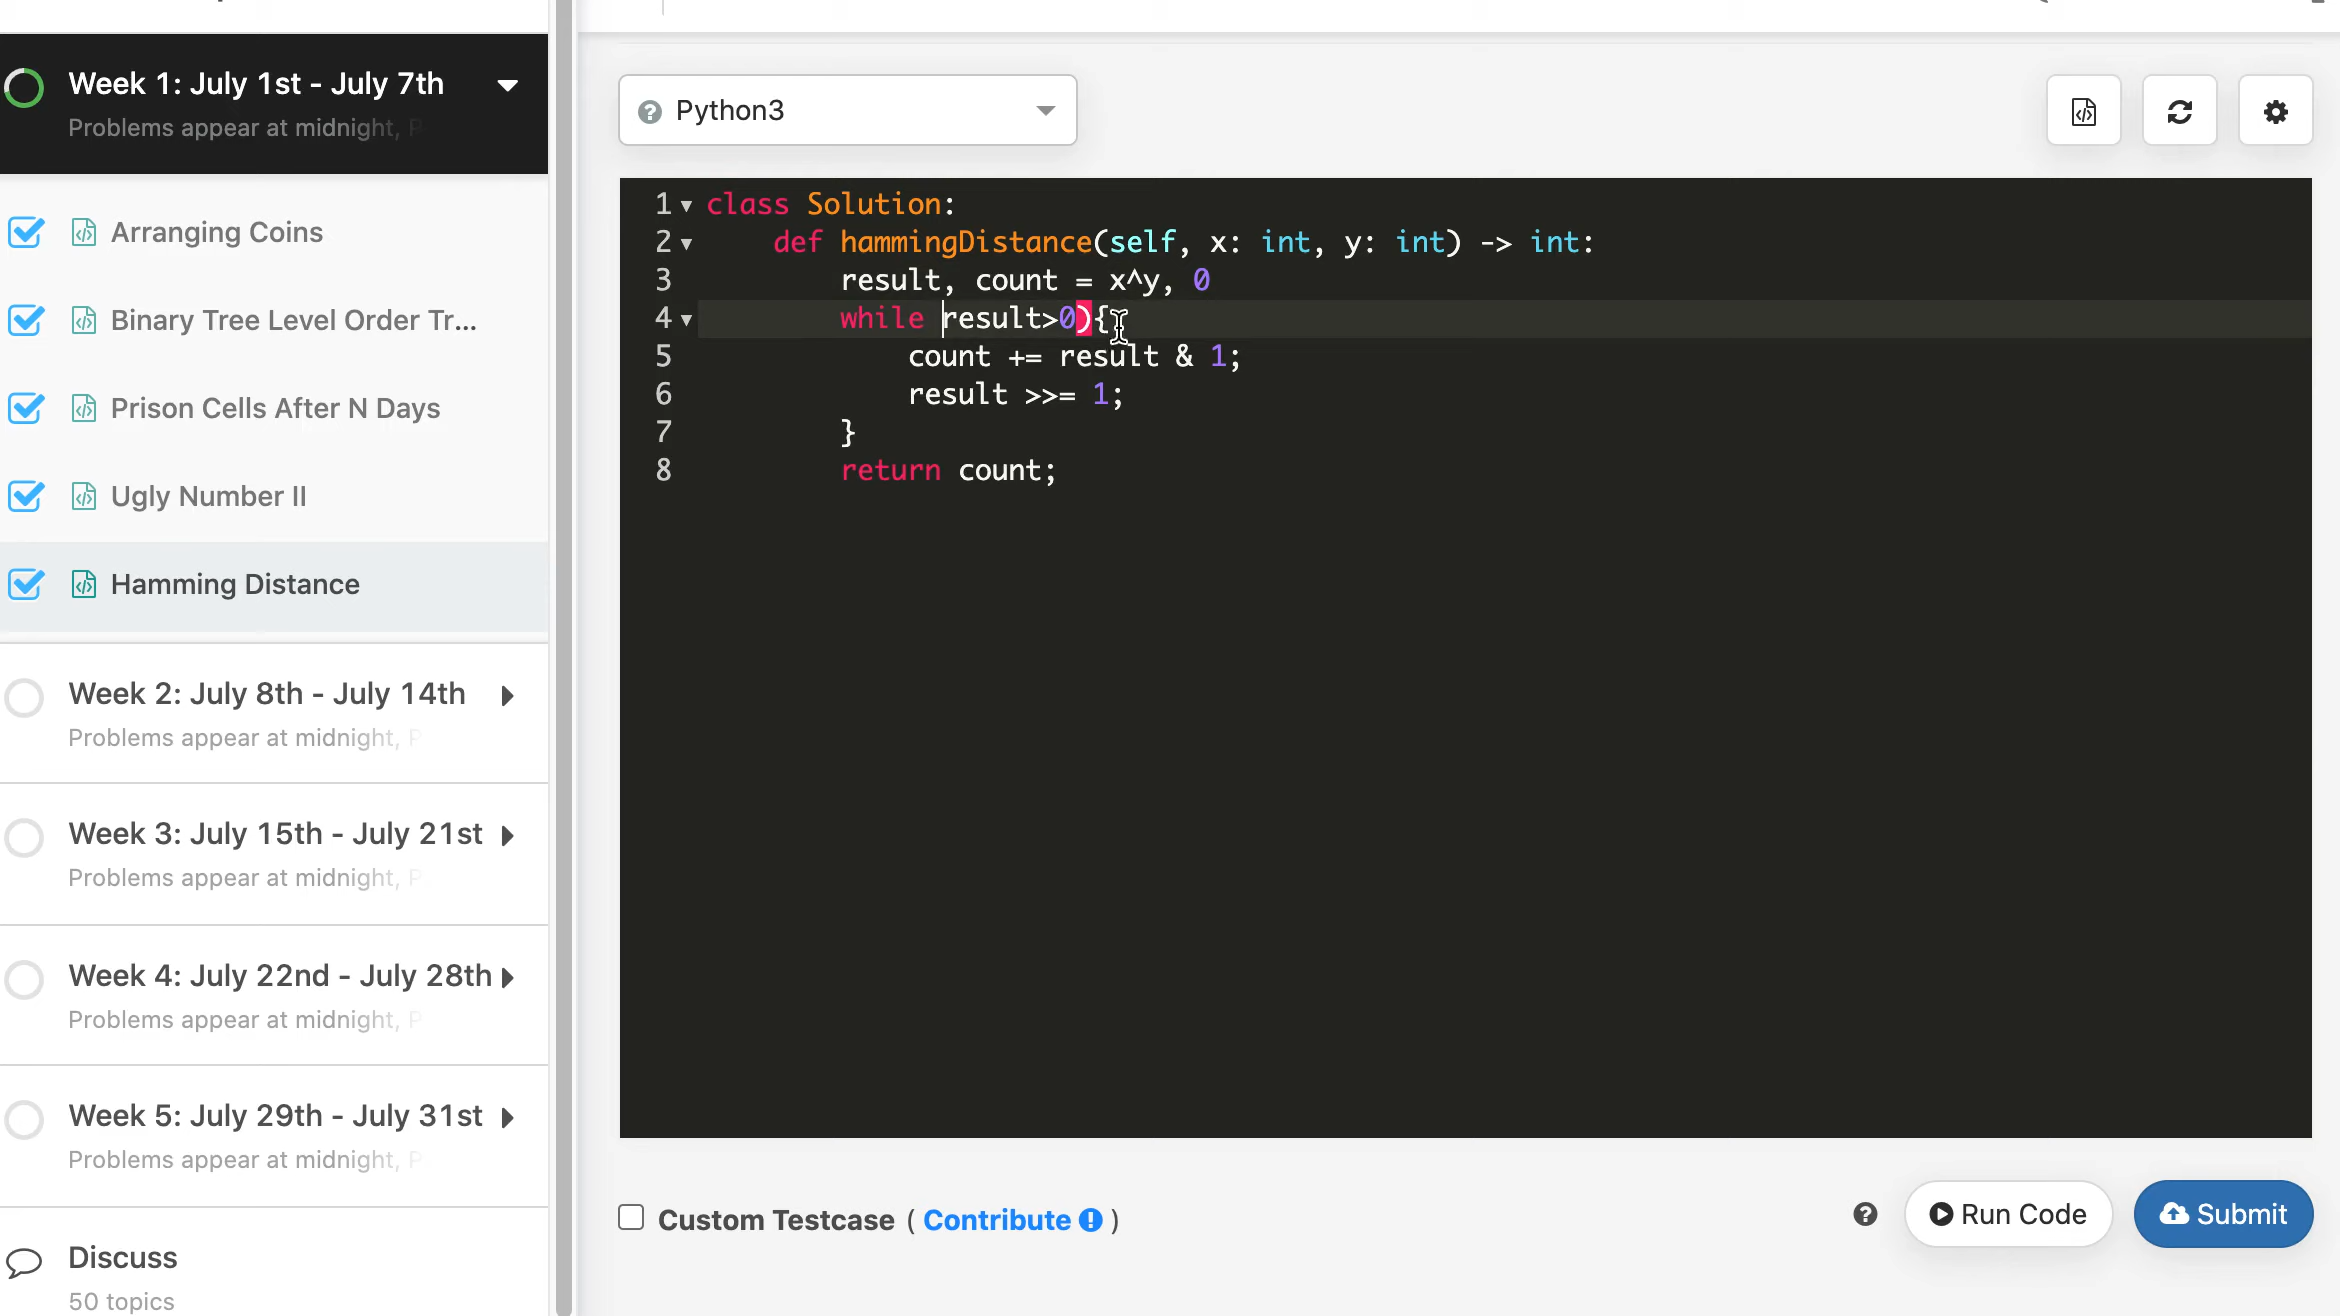 Week 1: July 1st - July 7th
Problems appear at midnight, P
Arranging Coins
Binary Tree Level Order Tr...
Prison Cells After N Days
Ugly Number II
Hamming Distance
Week 2: July 8th - July 14th
Problems appear at midnight, P
Week 3: July 15th - July 21st
Problems appear at midnight, P
Week 4: July 22nd - July 28th
Problems appear at midnight, P
Week 5: July 29th - July 31st
Problems appear at midnight, P
Discuss
50 topics
Python3
1 class Solution:
2 def hammingDistance(self, x: int, y: int) -> int:
3 result, count = x^y, 0
4 while result>0){
5 count += result & 1;
6 result >>= 1;
7 }
8 return count;
Custom Testcase ( Contribute )
Run Code
Submit